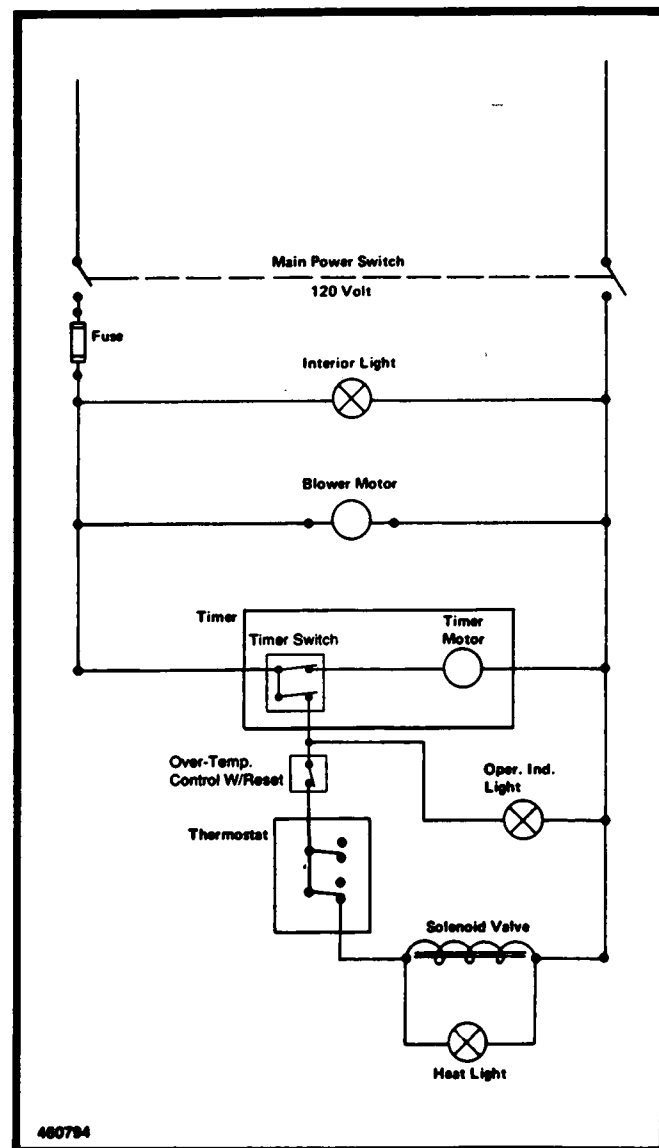 Main Power Switch
120 Volt
Fuse
Interior Light
Blower Motor
Timer
Timer
Motor
Timer Switch
Over-Temp.
Control W/Reset
Oper. Ind.
Light
Thermostat
Solenoid Valve
Heat Light
460794